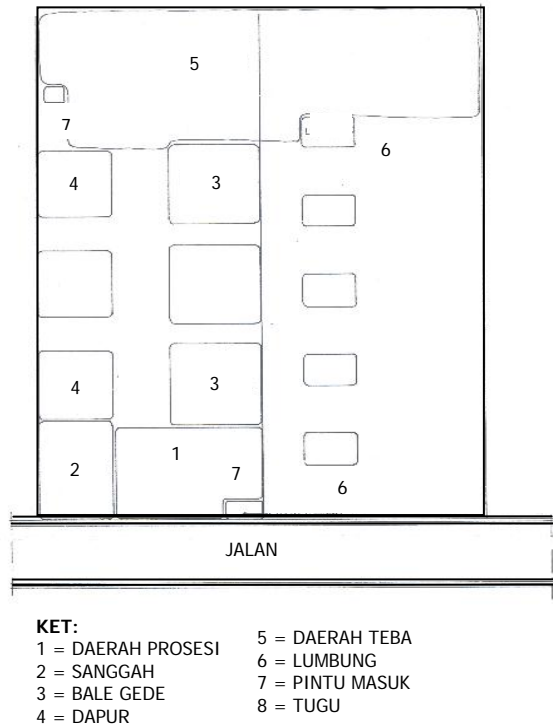 5
7
6
4
3
4
3
1
2
7
6
JALAN
KET:
1 = DAERAH PROSESI
2 = SANGGAH
3 = BALE GEDE
4 = DAPUR
5 = DAERAH TEBA
6 = LUMBUNG
7 = PINTU MASUK
8 = TUGU